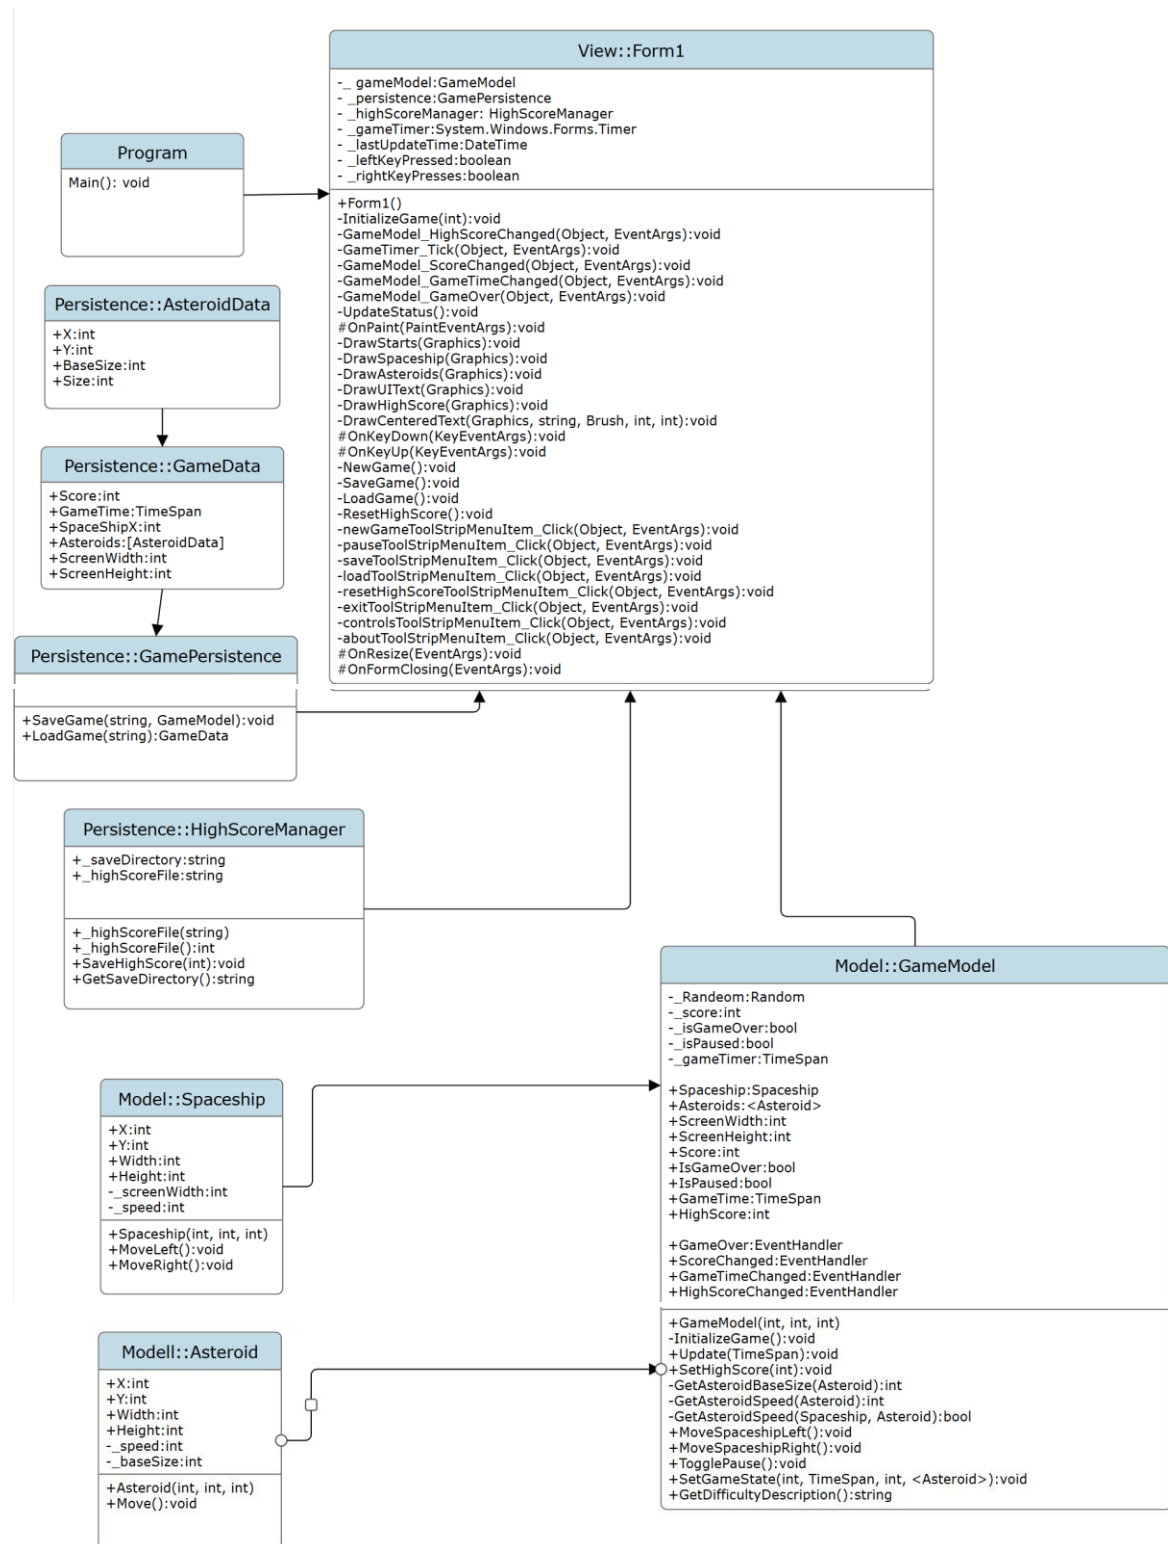 View::Form1
-_ gameModel:GameModel
- _persistence:GamePersistence
- _highScoreManager: HighScoreManager
- _gameTimer:System.Windows.Forms.Timer
- _lastUpdateTime:DateTime
- _leftKeyPressed:boolean
- _rightKeyPresses:boolean
+Form1()
-InitializeGame(int):void
-GameModel_HighScoreChanged(Object, EventArgs):void
-GameTimer_Tick(Object, EventArgs):void
-GameModel_ScoreChanged(Object, EventArgs):void
-GameModel_GameTimeChanged(Object, EventArgs):void
-GameModel_GameOver(Object, EventArgs):void
-UpdateStatus():void
#OnPaint(PaintEventArgs):void
-DrawStarts(Graphics):void
-DrawSpaceship(Graphics):void
-DrawAsteroids(Graphics):void
-DrawUIText(Graphics):void
-DrawHighScore(Graphics):void
-DrawCenteredText(Graphics, string, Brush, int, int):void
#OnKeyDown(KeyEventArgs):void
#OnKeyUp(KeyEventArgs):void
-NewGame():void
-SaveGame():void
-LoadGame():void
-ResetHighScore():void
-newGameToolStripMenuItem_Click(Object, EventArgs):void
-pauseToolStripMenuItem_Click(Object, EventArgs):void
-saveToolStripMenuItem_Click(Object, EventArgs):void
-loadToolStripMenuItem_Click(Object, EventArgs):void
-resetHighScoreToolStripMenuItem_Click(Object, EventArgs):void
-exitToolStripMenuItem_Click(Object, EventArgs):void
-controlsToolStripMenuItem_Click(Object, EventArgs):void
-aboutToolStripMenuItem_Click(Object, EventArgs):void
#OnResize(EventArgs):void
#OnFormClosing(EventArgs):void
Program
Main(): void
Persistence::AsteroidData
+X:int
+Y:int
+BaseSize:int
+Size:int
Persistence::GameData
+Score:int
+GameTime:TimeSpan
+SpaceShipX:int
+Asteroids:[AsteroidData]
+ScreenWidth:int
+ScreenHeight:int
Persistence::GamePersistence
+SaveGame(string, GameModel):void
+LoadGame(string):GameData
Persistence::HighScoreManager
+_saveDirectory:string
+_highScoreFile:string
+_highScoreFile(string)
+_highScoreFile():int
+SaveHighScore(int):void
+GetSaveDirectory():string
Model::GameModel
-_Randeom:Random
-_score:int
-_isGameOver:bool
-_isPaused:bool
-_gameTimer:TimeSpan
+Spaceship:Spaceship
+Asteroids:<Asteroid>
+ScreenWidth:int
+ScreenHeight:int
+Score:int
+IsGameOver:bool
+IsPaused:bool
+GameTime:TimeSpan
+HighScore:int
+GameOver:EventHandler
+ScoreChanged:EventHandler
+GameTimeChanged:EventHandler
+HighScoreChanged:EventHandler
+GameModel(int, int, int)
-InitializeGame():void
+Update(TimeSpan):void
+SetHighScore(int):void
-GetAsteroidBaseSize(Asteroid):int
-GetAsteroidSpeed(Asteroid):int
-GetAsteroidSpeed(Spaceship, Asteroid):bool
+MoveSpaceshipLeft():void
+MoveSpaceshipRight():void
+TogglePause():void
+SetGameState(int, TimeSpan, int, <Asteroid>):void
+GetDifficultyDescription():string
Model::Spaceship
+X:int
+Y:int
+Width:int
+Height:int
-_screenWidth:int
-_speed:int
+Spaceship(int, int, int)
+MoveLeft():void
+MoveRight():void
Modell::Asteroid
+X:int
+Y:int
+Width:int
+Height:int
-_speed:int
-_baseSize:int
+Asteroid(int, int, int)
+Move():void